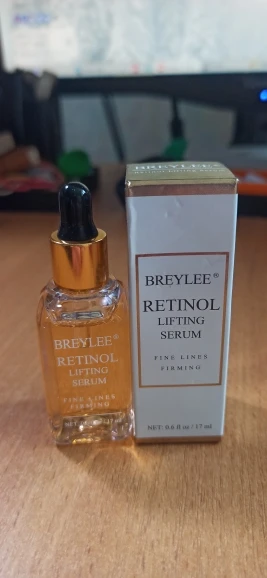 BREYLEE®
BREYLEE®
RETINOL
LIFTING
SERUM
FINE LINES
FIRMING
NET: 0.6 fl oz / 17 ml
BREYLEE®
RETINOL
LIFTING
SERUM
FINE LINES
FIRMING